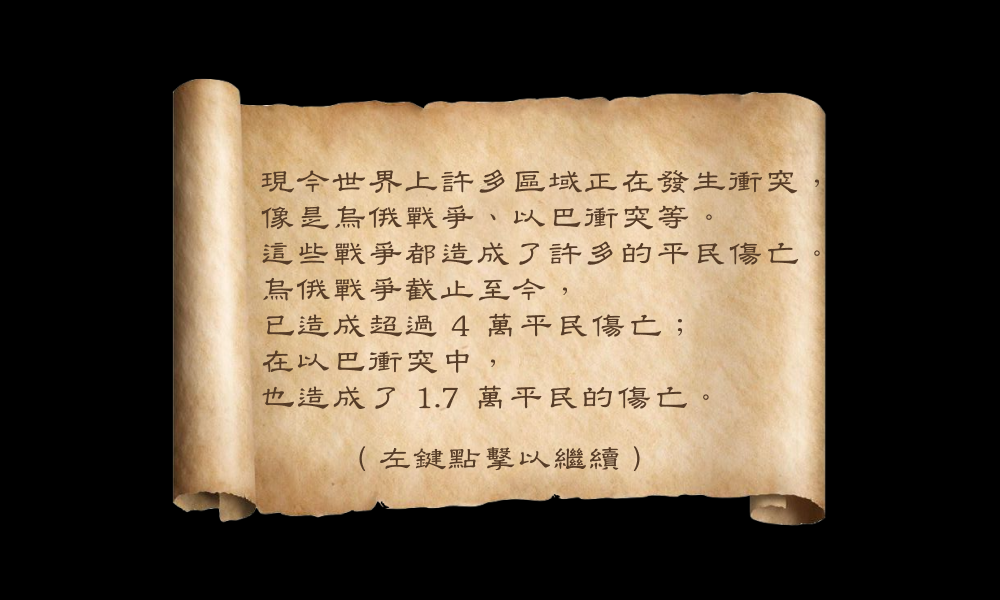 現今世界上許多區域正在發生衝突，
像是烏俄戰爭、以巴衝突等。
這些戰爭都造成了許多的平民傷亡。
烏俄戰爭截止至今，
已造成超過 4 萬平民傷亡；
在以巴衝突中，
也造成了 1.7 萬平民的傷亡。
（左鍵點擊以繼續）